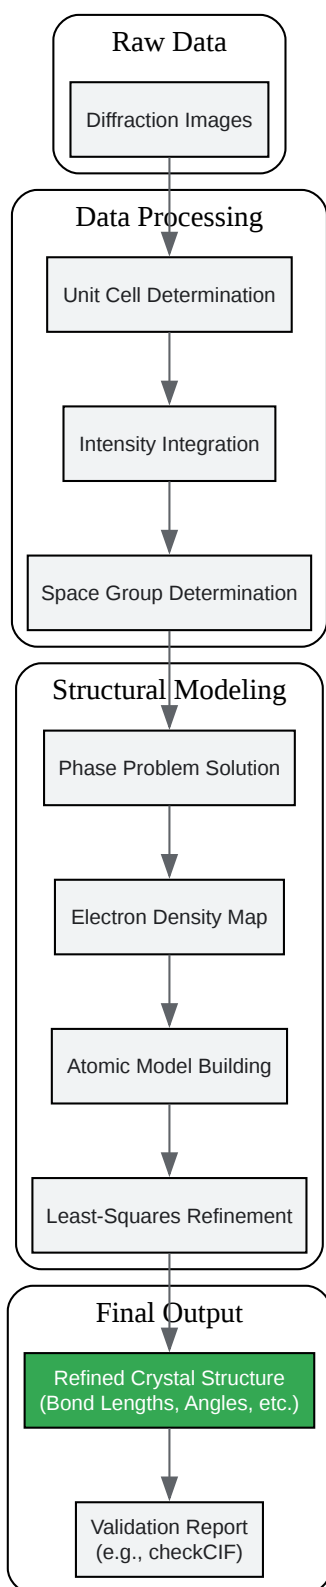 Raw Data
Diffraction Images
Data Processing
Unit Cell Determination
Intensity Integration
Space Group Determination
Structural Modeling
Phase Problem Solution
Electron Density Map
Atomic Model Building
Least-Squares Refinement
Final Output
Refined Crystal Structure
(Bond Lengths, Angles, etc.)
Validation Report
(e.g., checkCIF)